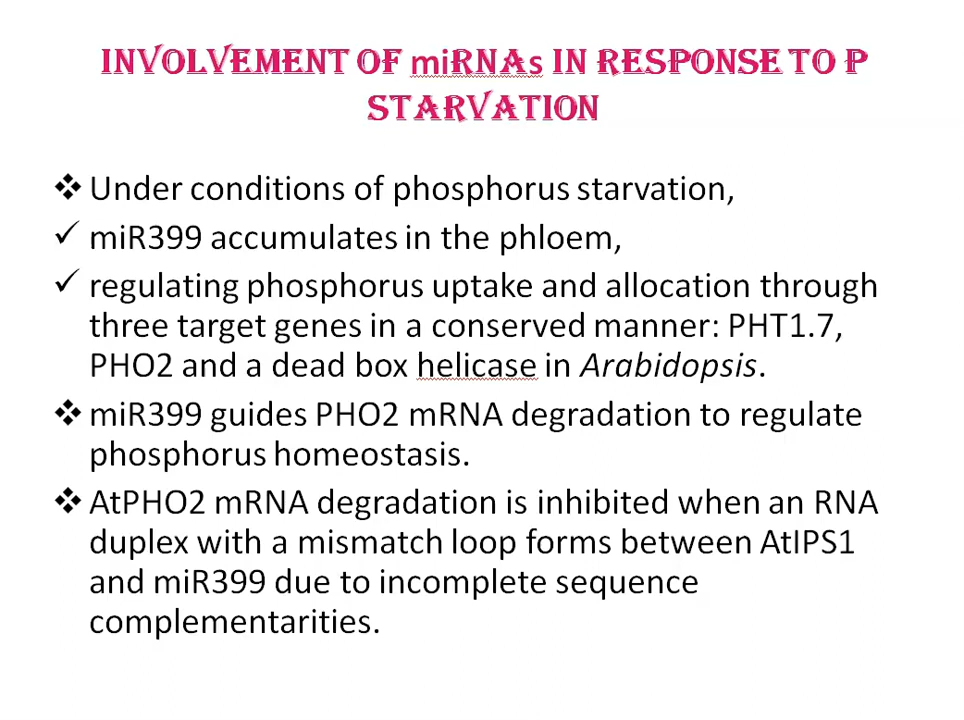 INVOLVEMENT OF miRNAs IN RESPONSE TO P
STARVATION
❖ Under conditions of phosphorus starvation,
✓ miR399 accumulates in the phloem,
✓ regulating phosphorus uptake and allocation through
three target genes in a conserved manner: PHT1.7,
PHO2 and a dead box helicase in Arabidopsis.
❖ miR399 guides PHO2 mRNA degradation to regulate
phosphorus homeostasis.
❖ AtPHO2 mRNA degradation is inhibited when an RNA
duplex with a mismatch loop forms between AtIPS1
and miR399 due to incomplete sequence
complementarities.